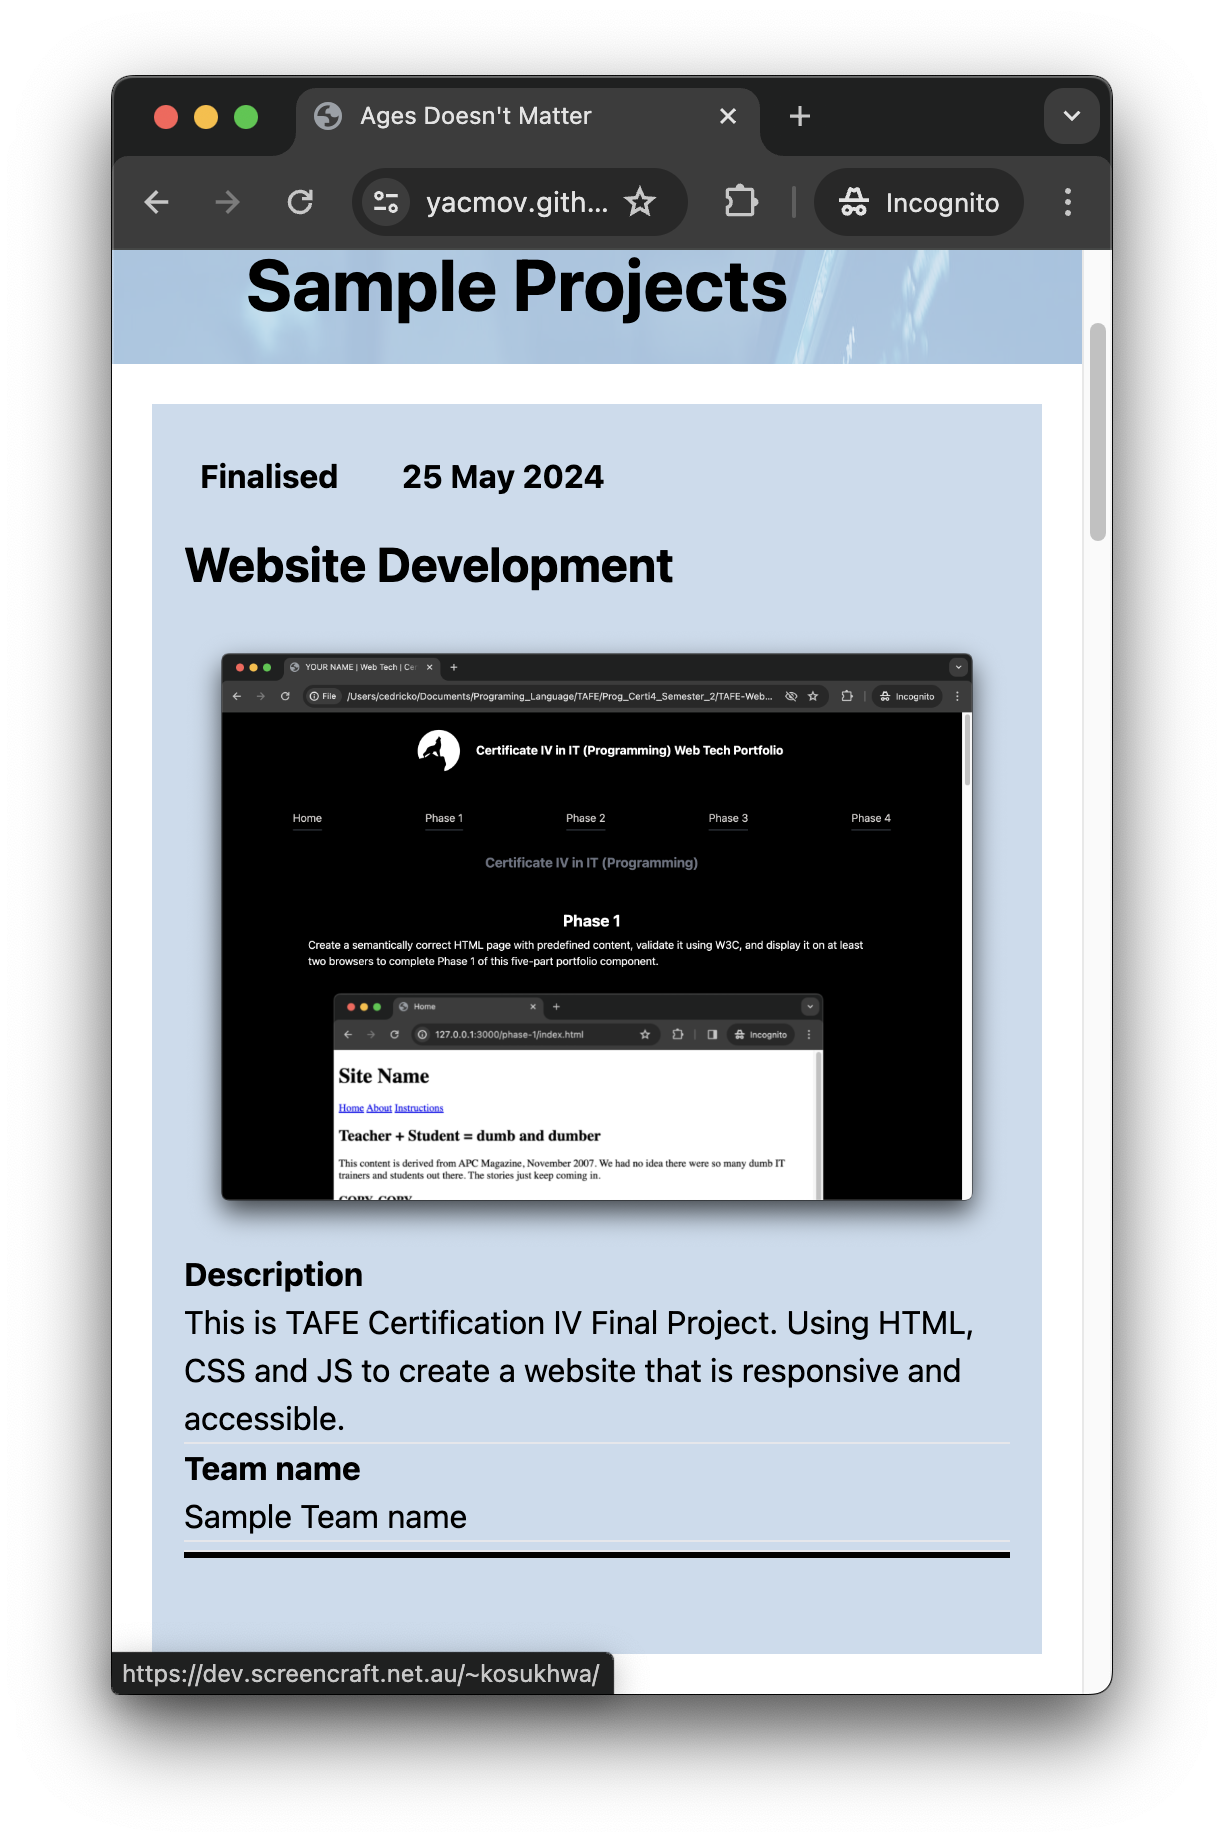 Ages Doesn't Matter
yacmov.gith...
Incognito
Sample Projects
Finalised 25 May 2024
Website Development
YOUR NAME | Web Tech | Cer
File /Users/cedricko/Documents/Programing_Language/TAFE/Prog_Certi4_Semester_2/TAFE-Web...
Incognito
Certificate IV in IT (Programming) Web Tech Portfolio
Home Phase 1 Phase 2 Phase 3 Phase 4
Certificate IV in IT (Programming)
Phase 1
Create a semantically correct HTML page with predefined content, validate it using W3C, and display it on at least
two browsers to complete Phase 1 of this five-part portfolio component.
Home
127.0.0.1:3000/phase-1/index.html
Incognito
Site Name
Home About Instructions
Teacher + Student = dumb and dumber
This content is derived from APC Magazine, November 2007. We had no idea there were so many dumb IT
trainers and students out there. The stories just keep coming in.
COPY, COPY
Description
This is TAFE Certification IV Final Project. Using HTML,
CSS and JS to create a website that is responsive and
accessible.
Team name
Sample Team name
https://dev.screencraft.net.au/~kosukhwa/